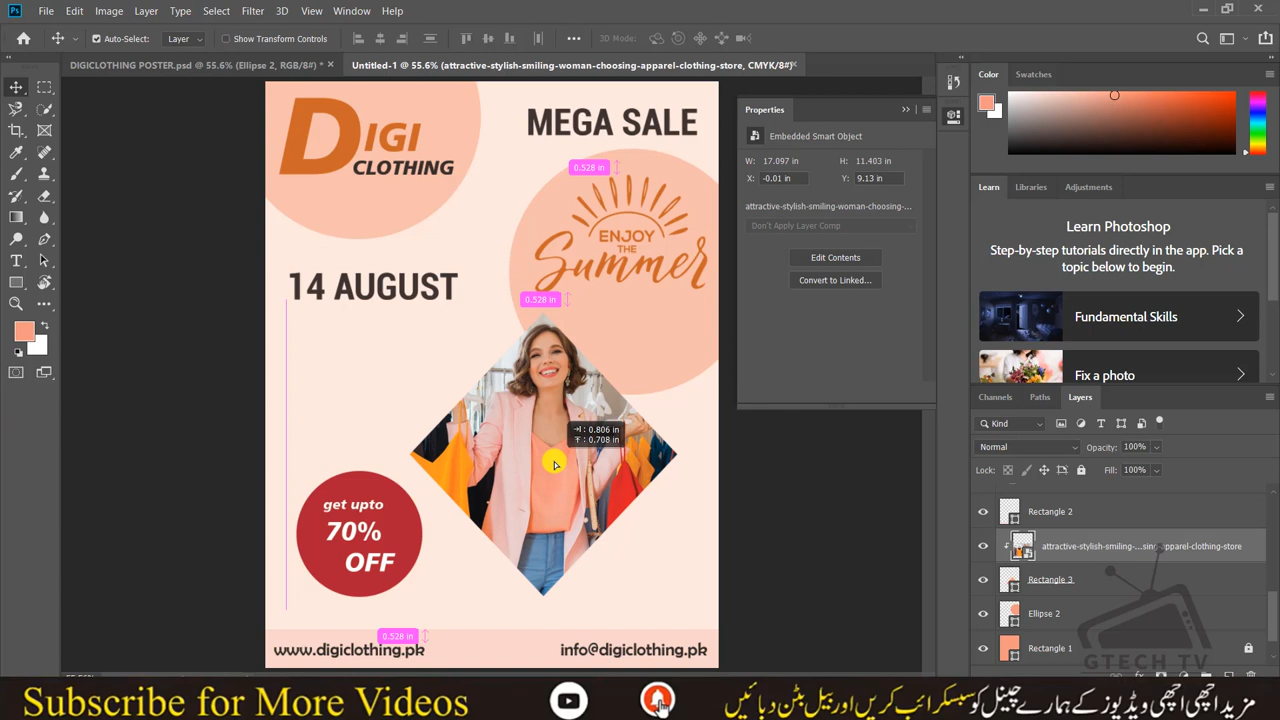 Ps File Edit Image Layer Type Select Filter 3D View Window Help
Auto-Select: Layer Show Transform Controls 3D Mode:
DIGICLOTHING POSTER.psd @ 55.6% (Ellipse 2, RGB/8#) * Untitled-1 @ 55.6% (attractive-stylish-smiling-woman-choosing-apparel-clothing-store, CMYK/8#)
DIGI
CLOTHING
MEGA SALE
0.528 in
ENJOY
THE
Summer
14 AUGUST
0.528 in
0.806 in
0.708 in
get upto
70%
OFF
0.528 in
www.digiclothing.pk info@digiclothing.pk
Properties
Embedded Smart Object
W: 17.097 in H: 11.403 in
X: -0.01 in Y: 9.13 in
attractive-stylish-smiling-woman-choosing-...
Don't Apply Layer Comp
Edit Contents
Convert to Linked...
Color Swatches
Learn Libraries Adjustments
Learn Photoshop
Step-by-step tutorials directly in the app. Pick a
topic below to begin.
Fundamental Skills
Fix a photo
Channels Paths Layers
Kind
Normal Opacity: 100%
Lock: Fill: 100%
Rectangle 2
attractive-stylish-smiling-...sing-apparel-clothing-store
Rectangle 3
Ellipse 2
Rectangle 1
GTECH TV
Subscribe for More Videos
مزید اچھی اچھی ویڈیوز کے ہمارے چینل کو سبسکرائب کریں اور بیل بٹن دبائیں